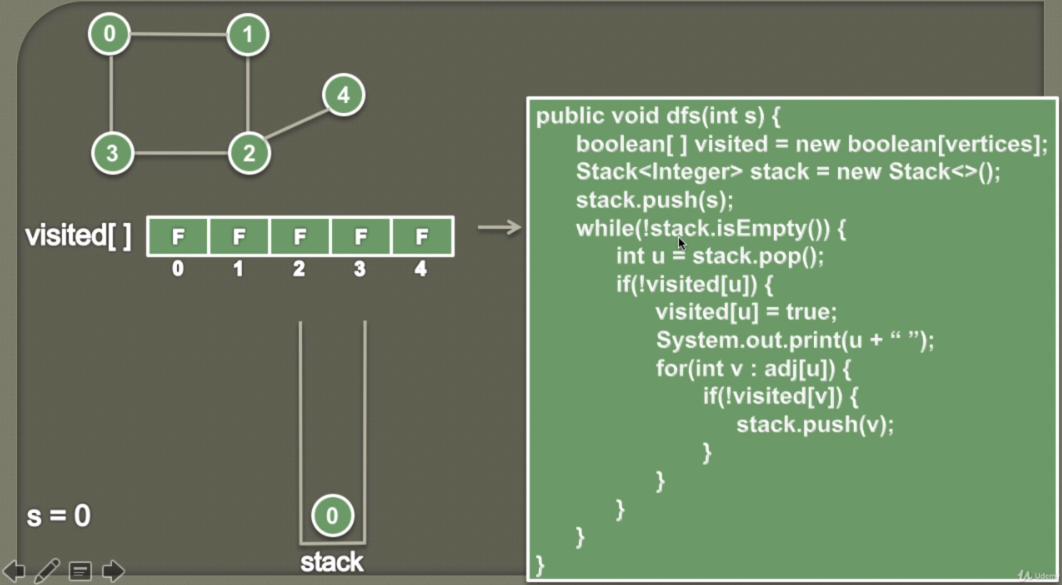 0 1
4
3 2
visited[ ] F F F F F
0 1 2 3 4
s = 0
0
stack
public void dfs(int s) {
boolean[ ] visited = new boolean[vertices];
Stack<Integer> stack = new Stack<>();
stack.push(s);
while(!stack.isEmpty()) {
int u = stack.pop();
if(!visited[u]) {
visited[u] = true;
System.out.print(u + “ ”);
for(int v : adj[u]) {
if(!visited[v]) {
stack.push(v);
}
}
}
}
}
Udemy